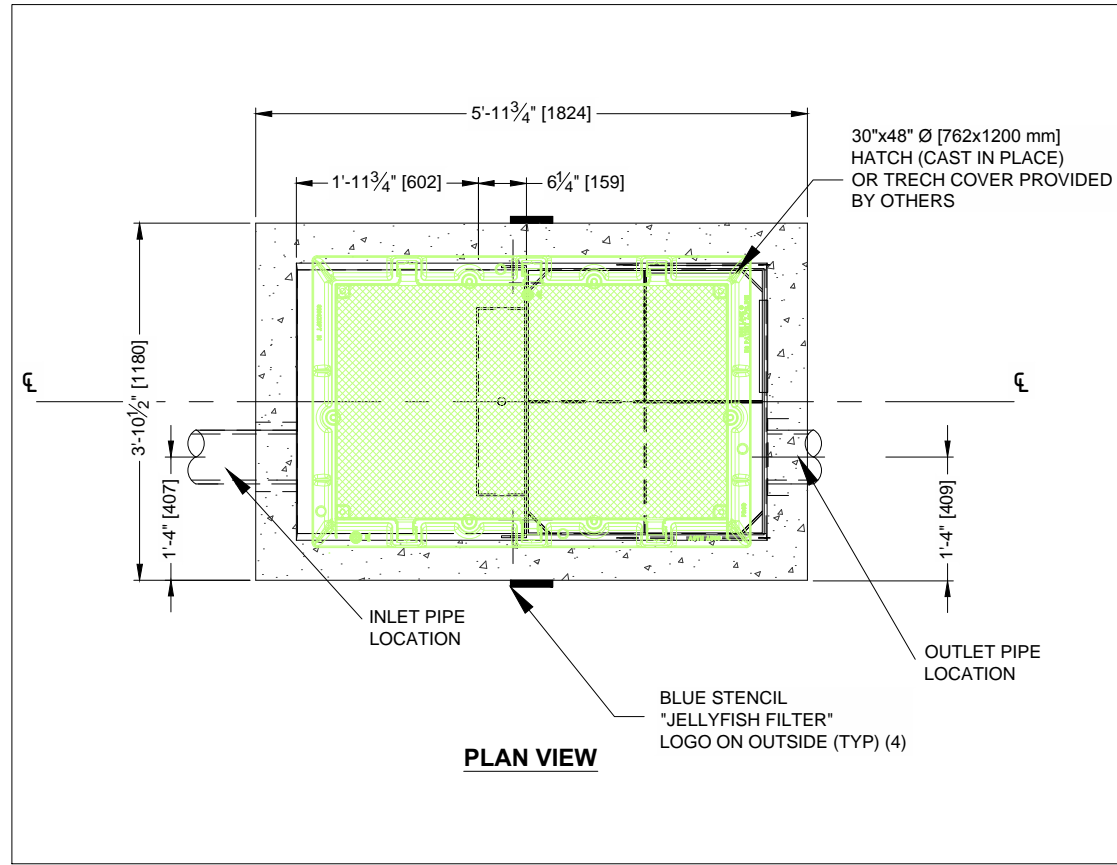 5'-11¾" [1824]
30"x48" Ø [762x1200 mm]
HATCH (CAST IN PLACE)
OR TRECH COVER PROVIDED
BY OTHERS
1'-11¾" [602]
6¼" [159]
3'-10½" [1180]
℄
℄
1'-4" [407]
1'-4" [409]
INLET PIPE
LOCATION
OUTLET PIPE
LOCATION
BLUE STENCIL
"JELLYFISH FILTER"
LOGO ON OUTSIDE (TYP) (4)
PLAN VIEW